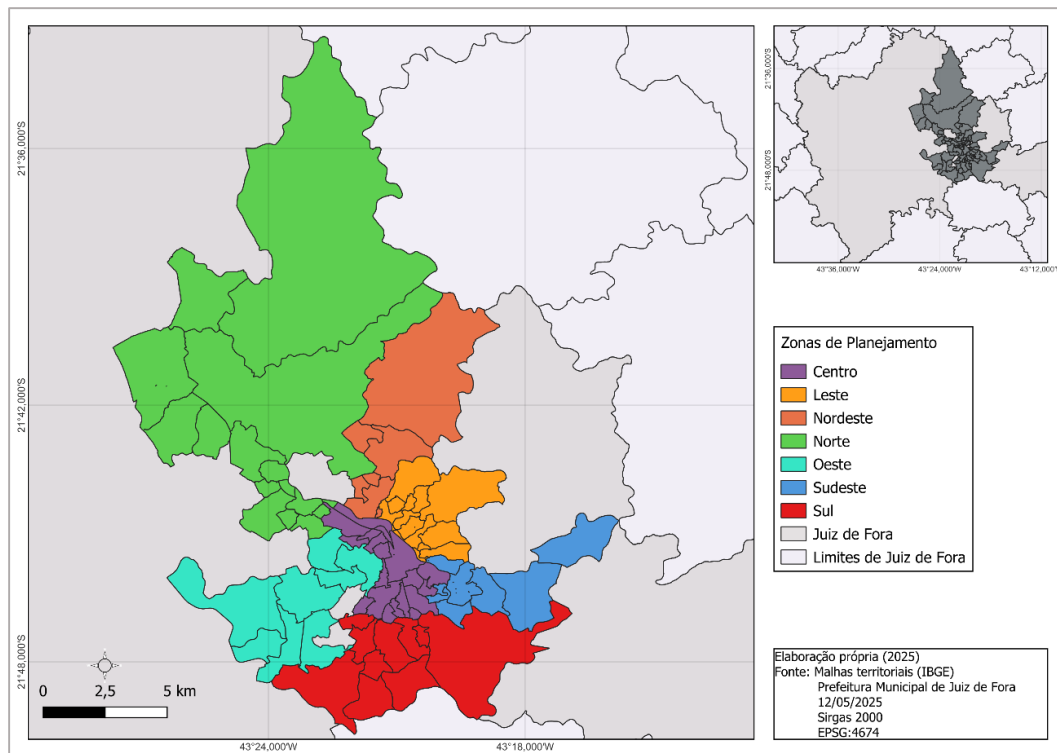 21°36,000'S
21°42,000'S
21°48,000'S
43°24,000'W
43°18,000'W
0 2,5 5 km
21°36,000'S
21°48,000'S
43°36,000'W
43°24,000'W
43°12,000'W
Zonas de Planejamento
Centro
Leste
Nordeste
Norte
Oeste
Sudeste
Sul
Juiz de Fora
Limites de Juiz de Fora
Elaboração própria (2025)
Fonte: Malhas territoriais (IBGE)
Prefeitura Municipal de Juiz de Fora
12/05/2025
Sirgas 2000
EPSG:4674